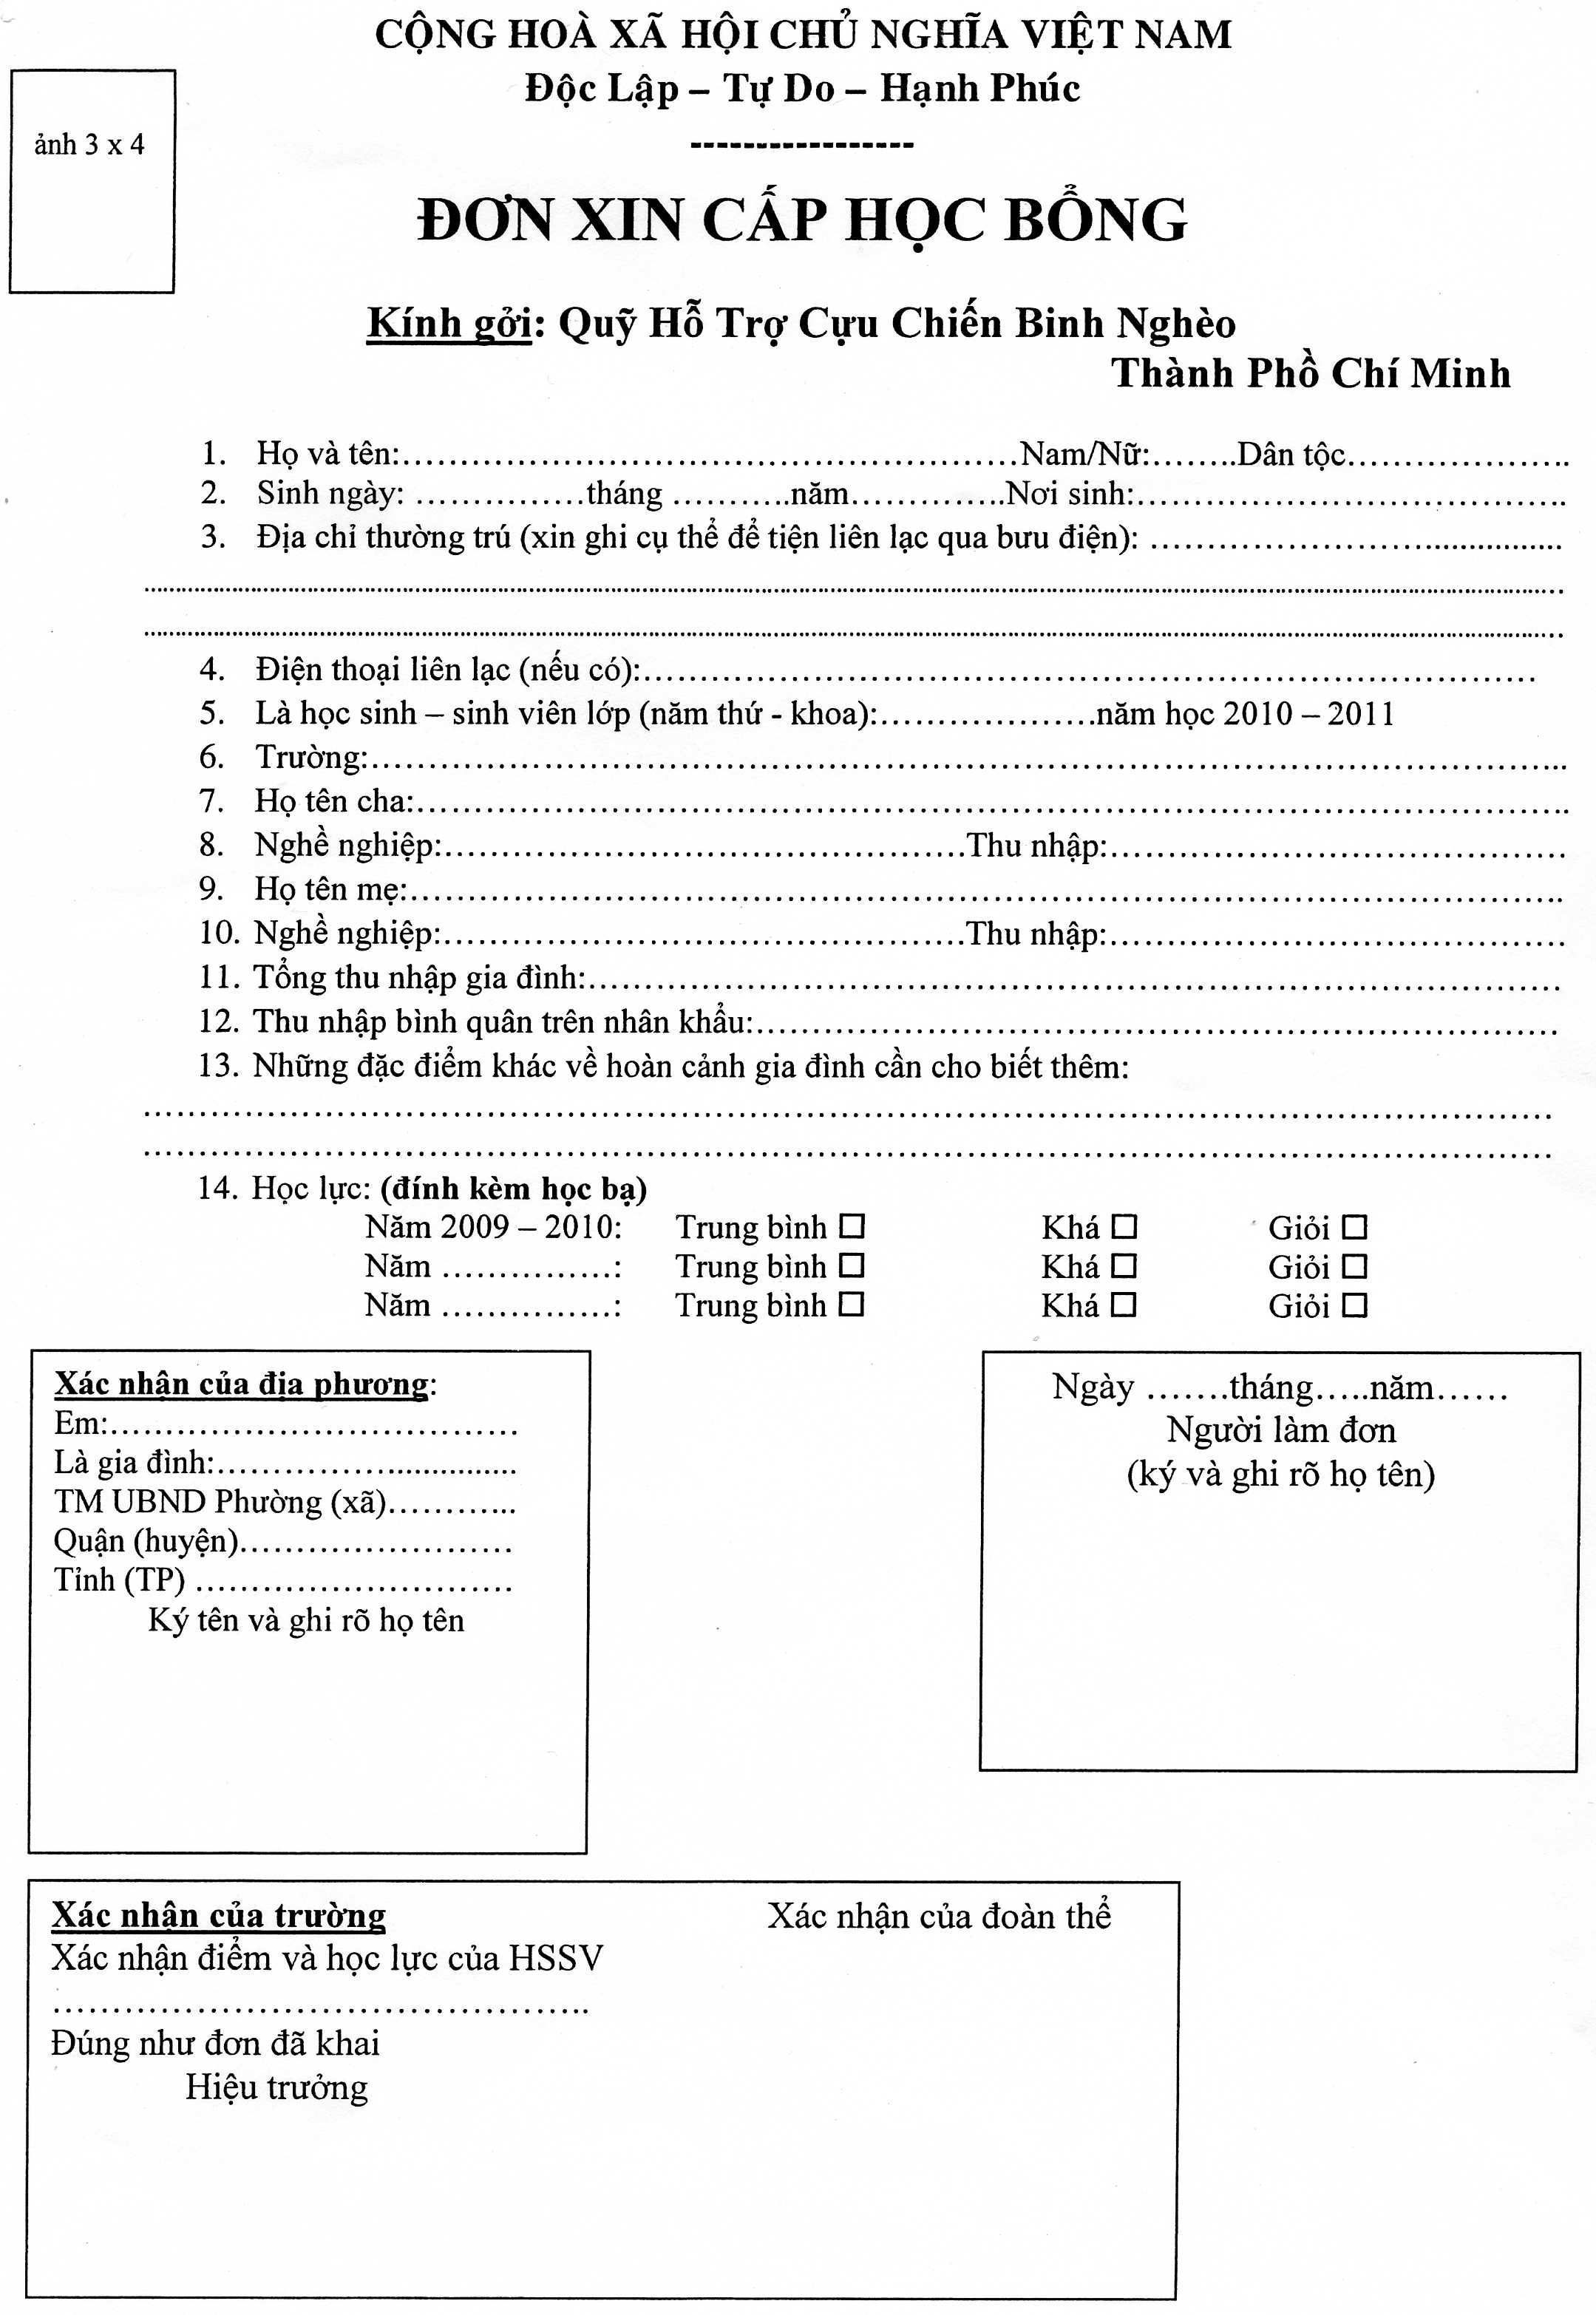 CỘNG HOÀ XÃ HỘI CHỦ NGHĨA VIỆT NAM
Độc Lập – Tự Do – Hạnh Phúc
-----------------
ảnh 3 x 4
ĐƠN XIN CẤP HỌC BỔNG
Kính gởi: Quỹ Hỗ Trợ Cựu Chiến Binh Nghèo
Thành Phồ Chí Minh
1. Họ và tên:..........................................Nam/Nữ:........Dân tộc....................
2. Sinh ngày: ...............tháng ...........năm..............Nơi sinh:..............................
3. Địa chỉ thường trú (xin ghi cụ thể để tiện liên lạc qua bưu điện): ..............................
................................................................................
................................................................................
4. Điện thoại liên lạc (nếu có):............................................................
5. Là học sinh – sinh viên lớp (năm thứ - khoa):...................năm học 2010 – 2011
6. Trường:................................................................................
7. Họ tên cha:............................................................................
8. Nghề nghiệp:........................................Thu nhập:..............................
9. Họ tên mẹ:............................................................................
10. Nghề nghiệp:........................................Thu nhập:..............................
11. Tổng thu nhập gia đình:............................................................
12. Thu nhập bình quân trên nhân khẩu:..................................................
13. Những đặc điểm khác về hoàn cảnh gia đình cần cho biết thêm:
................................................................................
................................................................................
14. Học lực: (đính kèm học bạ)
Năm 2009 – 2010: Trung bình □ Khá □ Giỏi □
Năm ...............: Trung bình □ Khá □ Giỏi □
Năm ...............: Trung bình □ Khá □ Giỏi □
Xác nhận của địa phương:
Em:...................................
Là gia đình:..............................
TM UBND Phường (xã)............
Quận (huyện)........................
Tỉnh (TP) ............................
Ký tên và ghi rõ họ tên
Ngày .......tháng.....năm......
Người làm đơn
(ký và ghi rõ họ tên)
Xác nhận của trường Xác nhận của đoàn thể
Xác nhận điểm và học lực của HSSV
.............................................
Đúng như đơn đã khai
Hiệu trưởng